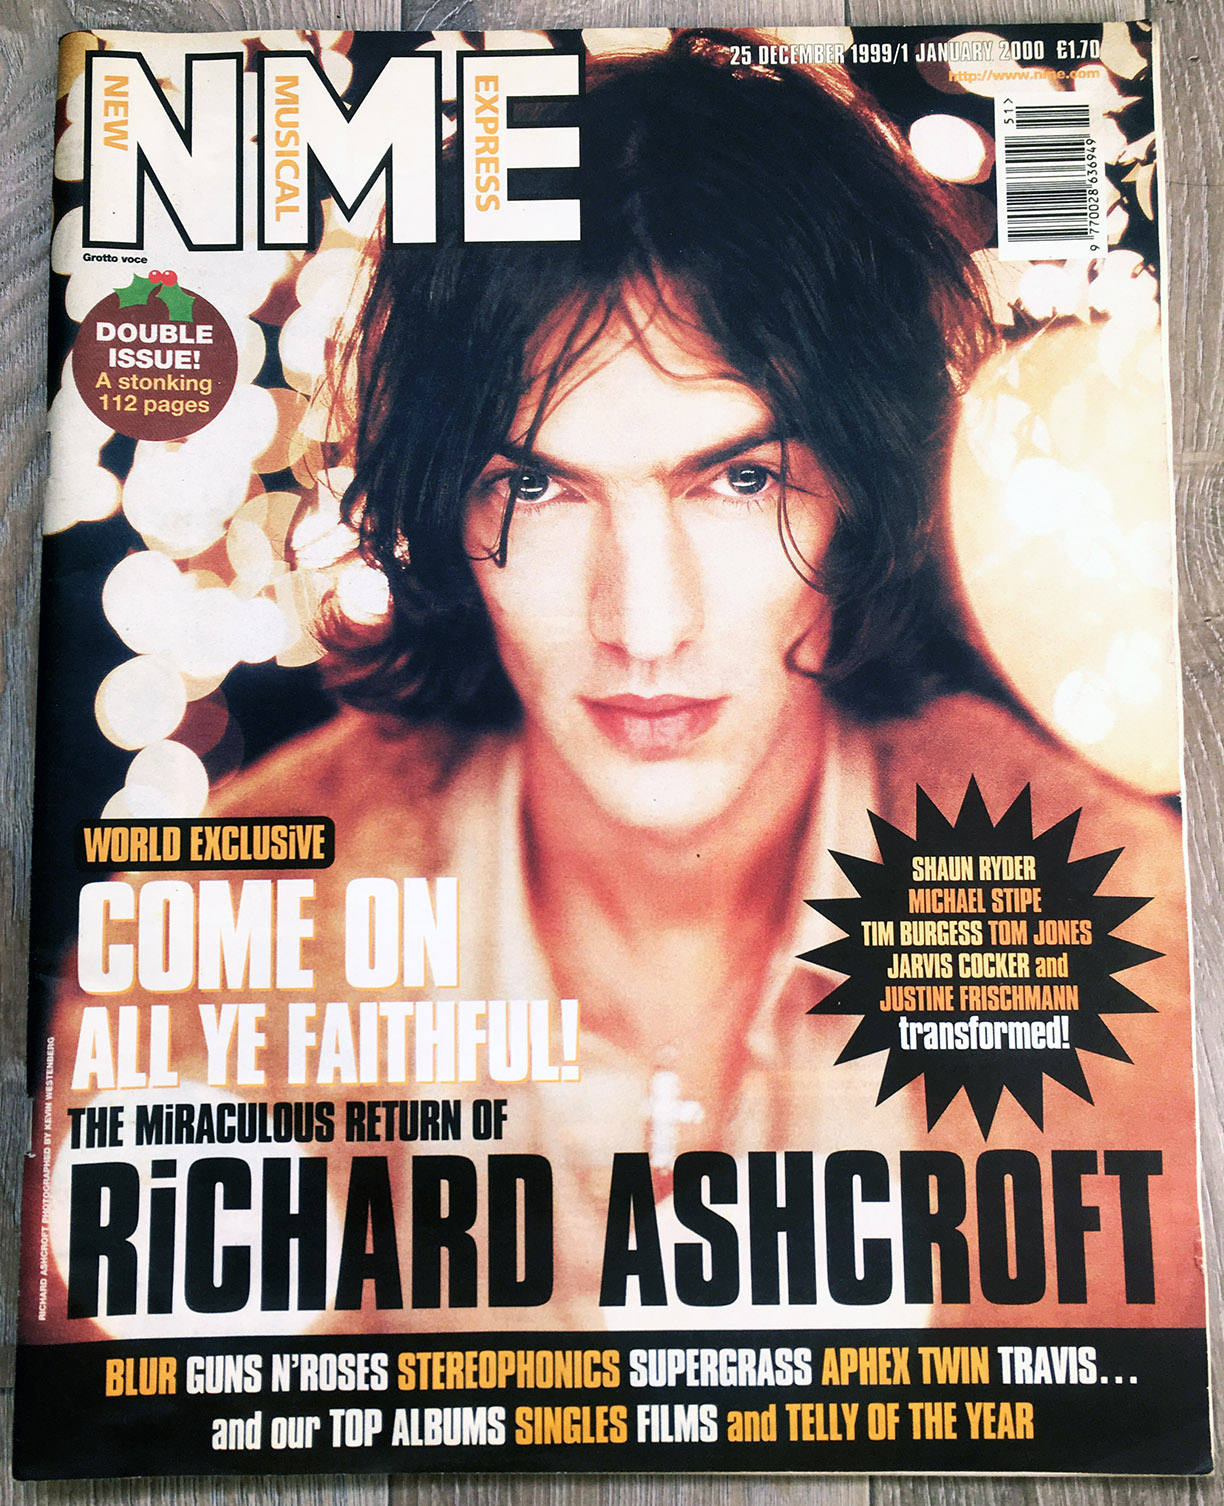 25 DECEMBER 1999/1 JANUARY 2000 £1.70
http://www.nme.com
NME
NEW
MUSICAL
EXPRESS
51>
9 770028 636949
Grotto voce
DOUBLE
ISSUE!
A stonking
112 pages
WORLD EXCLUSiVE
COME ON
ALL YE FAITHFUL!
THE MiRACULOUS RETURN OF
RiCHARD ASHCROFT
SHAUN RYDER
MICHAEL STIPE
TIM BURGESS TOM JONES
JARVIS COCKER and
JUSTINE FRISCHMANN
transformed!
RICHARD ASHCROFT PHOTOGRAPHED BY KEVIN WESTENBERG
BLUR GUNS N'ROSES STEREOPHONICS SUPERGRASS APHEX TWIN TRAVIS...
and our TOP ALBUMS SINGLES FILMS and TELLY OF THE YEAR